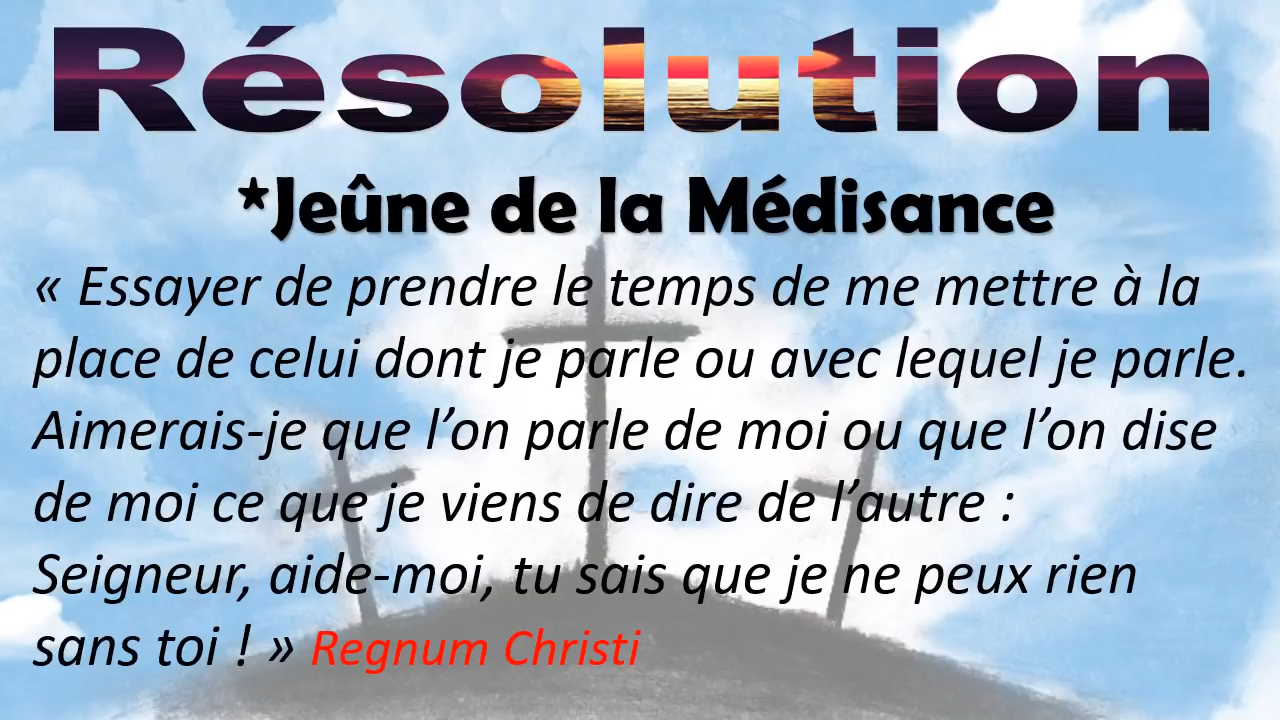 Résolution
*Jeûne de la Médisance
« Essayer de prendre le temps de me mettre à la
place de celui dont je parle ou avec lequel je parle.
Aimerais-je que l’on parle de moi ou que l’on dise
de moi ce que je viens de dire de l’autre :
Seigneur, aide-moi, tu sais que je ne peux rien
sans toi ! » Regnum Christi